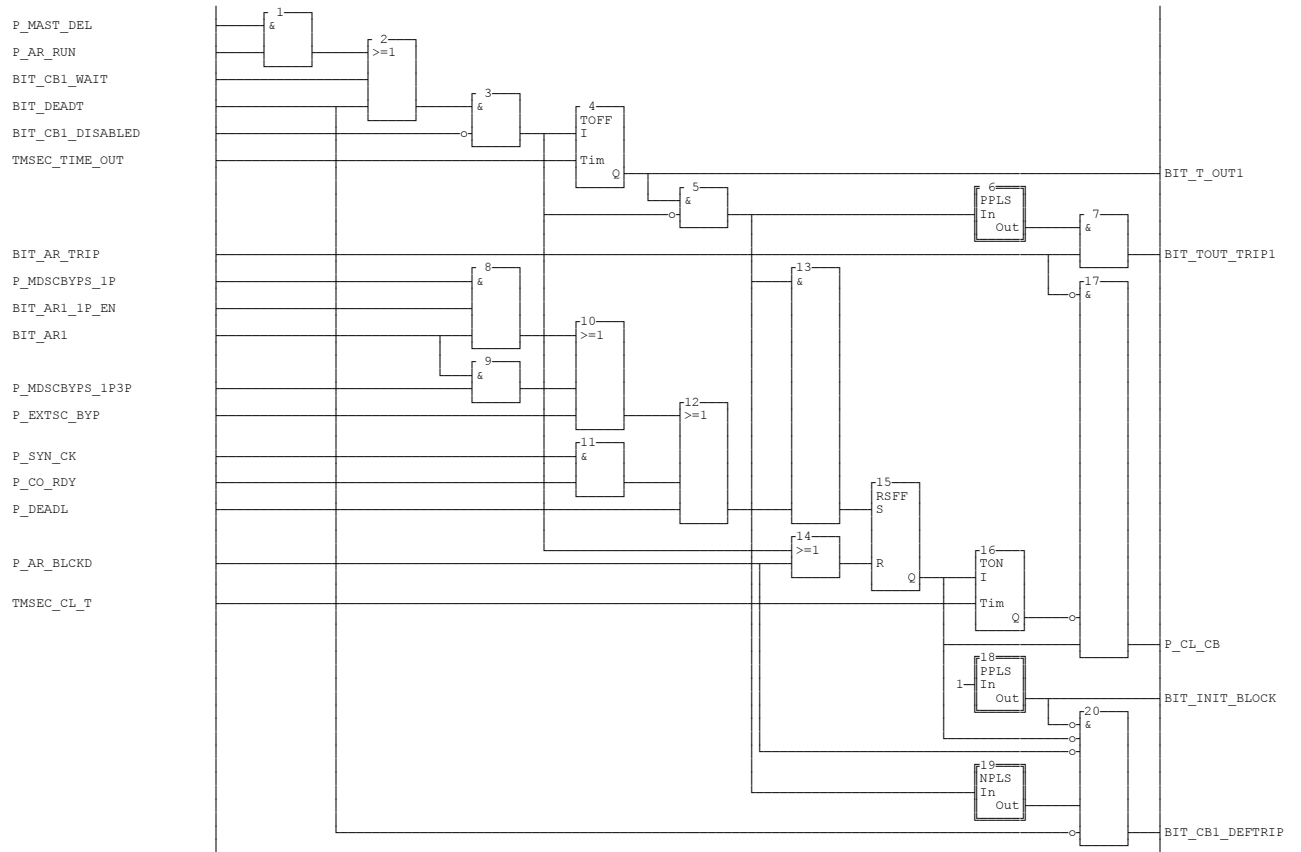 1
P_MAST_DEL
&
2
P_AR_RUN
>=1
BIT_CB1_WAIT
3
BIT_DEADT
&
4
TOFF
BIT_CB1_DISABLED
I
TMSEC_TIME_OUT
Tim
Q
BIT_T_OUT1
5
6
&
PPLS
In
7
Out
&
BIT_AR_TRIP
BIT_TOUT_TRIP1
8
13
P_MDSCBYPS_1P
&
&
17
&
BIT_AR1_1P_EN
10
BIT_AR1
>=1
9
&
P_MDSCBYPS_1P3P
12
P_EXTSC_BYP
>=1
11
P_SYN_CK
&
P_CO_RDY
15
RSFF
P_DEADL
S
14
>=1
16
P_AR_BLCKD
R
TON
Q
I
TMSEC_CL_T
Tim
Q
P_CL_CB
18
PPLS
1
In
Out
BIT_INIT_BLOCK
20
&
19
NPLS
In
Out
BIT_CB1_DEFTRIP